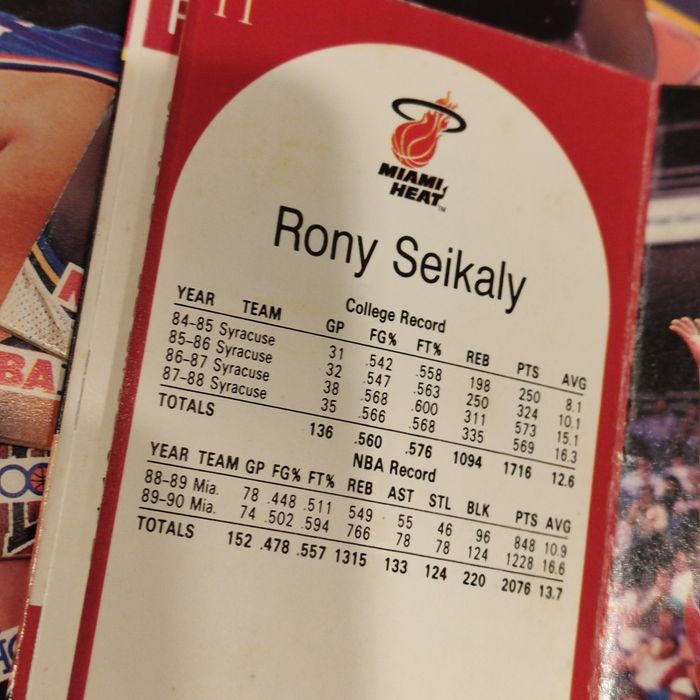 11
MIAMI
HEAT™
Rony Seikaly
College Record
YEAR TEAM GP FG% FT% REB PTS AVG
84-85 Syracuse 31 .542 .558 198 250 8.1
85-86 Syracuse 32 .547 .563 250 324 10.1
86-87 Syracuse 38 .568 .600 311 573 15.1
87-88 Syracuse 35 .566 .568 335 569 16.3
TOTALS 136 .560 .576 1094 1716 12.6
NBA Record
YEAR TEAM GP FG% FT% REB AST STL BLK PTS AVG
88-89 Mia. 78 .448 .511 549 55 46 96 848 10.9
89-90 Mia. 74 .502 .594 766 78 78 124 1228 16.6
TOTALS 152 .478 .557 1315 133 124 220 2076 13.7
BA